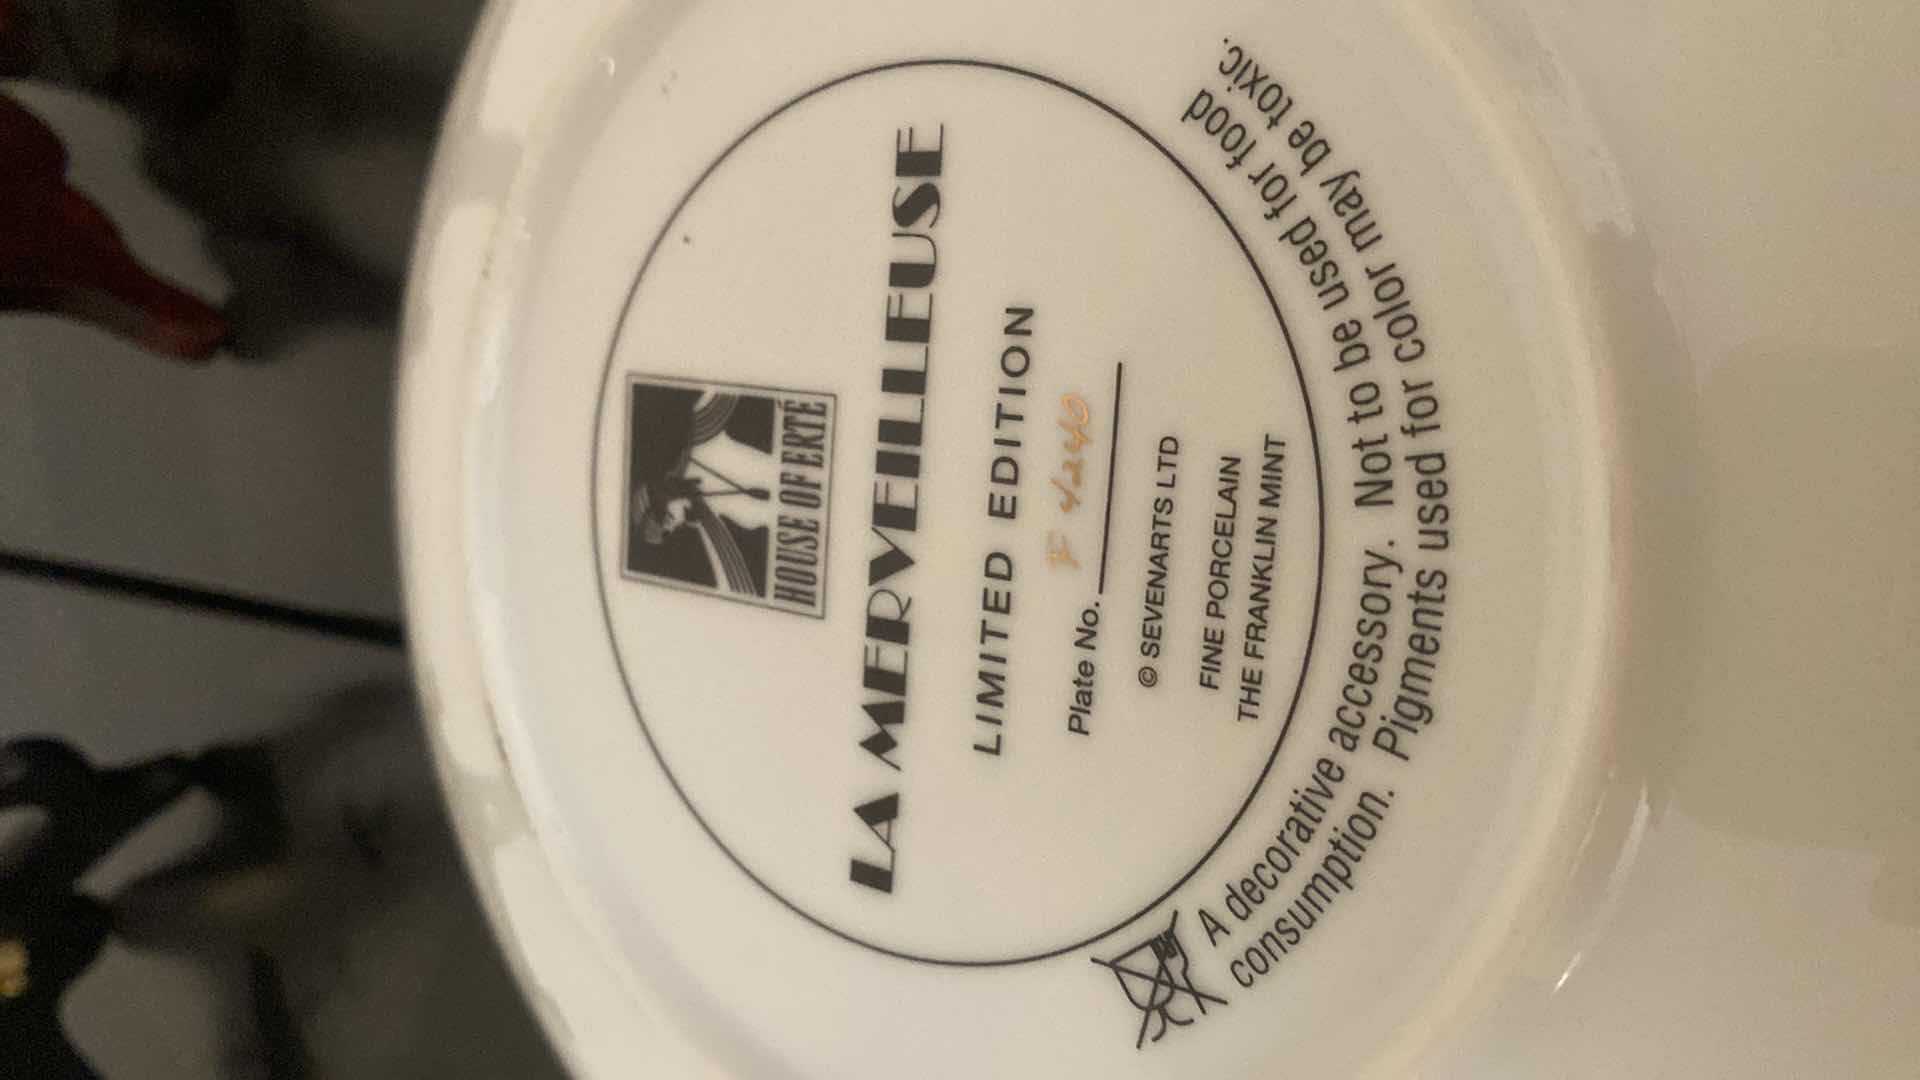 HOUSE OF ERTÉ
LA MERVEILLEUSE
LIMITED EDITION
Plate No. F 4240
© SEVENARTS LTD
FINE PORCELAIN
THE FRANKLIN MINT
A decorative accessory. Not to be used for food
consumption. Pigments used for color may be toxic.